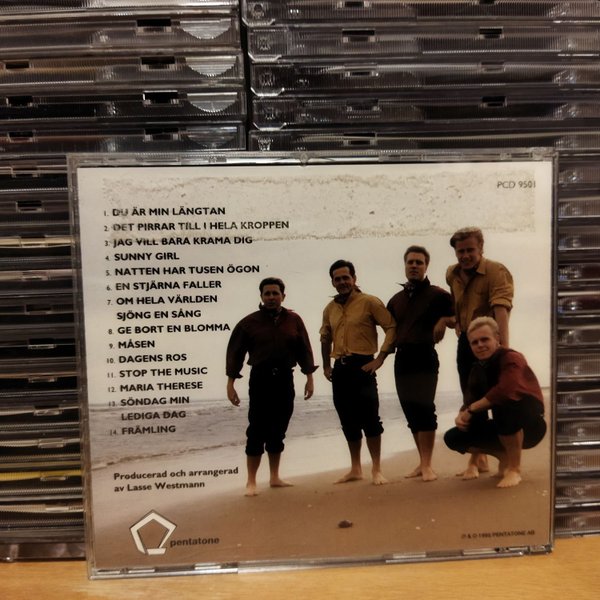 PCD 9501
1. DU ÄR MIN LÄNGTAN
2. DET PIRRAR TILL I HELA KROPPEN
3. JAG VILL BARA KRAMA DIG
4. SUNNY GIRL
5. NATTEN HAR TUSEN ÖGON
6. EN STJÄRNA FALLER
7. OM HELA VÄRLDEN
SJÖNG EN SÅNG
8. GE BORT EN BLOMMA
9. MÅSEN
10. DAGENS ROS
11. STOP THE MUSIC
12. MARIA THERESE
13. SÖNDAG MIN
LEDIGA DAG
14. FRÄMLING
Producerad och arrangerad
av Lasse Westmann
pentatone
PENTATONE AB